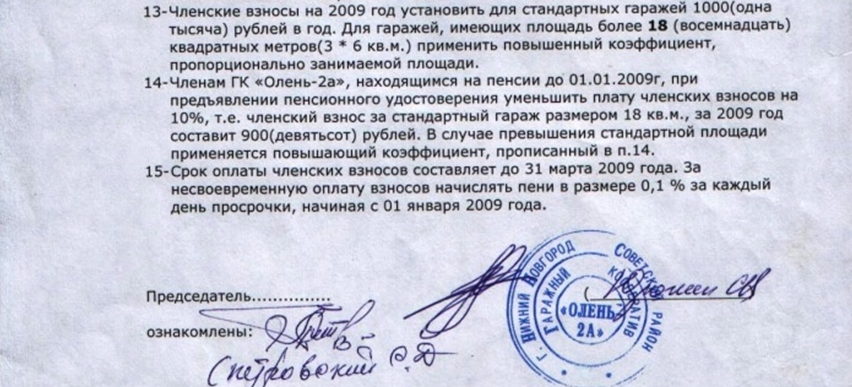 13-Членские взносы на 2009 год установить для стандартных гаражей 1000(одна
тысяча) рублей в год. Для гаражей, имеющих площадь более 18 (восемнадцать)
квадратных метров(3 * 6 кв.м.) применить повышенный коэффициент,
пропорционально занимаемой площади.
14-Членам ГК «Олень-2а», находящимся на пенсии до 01.01.2009г, при
предъявлении пенсионного удостоверения уменьшить плату членских взносов на
10%, т.е. членский взнос за стандартный гараж размером 18 кв.м., за 2009 год
составит 900(девятьсот) рублей. В случае превышения стандартной площади
применяется повышающий коэффициент, прописанный в п.14.
15-Срок оплаты членских взносов составляет до 31 марта 2009 года. За
несвоевременную оплату взносов начислять пени в размере 0,1 % за каждый
день просрочки, начиная с 01 января 2009 года.
Председатель..............
ознакомлены:
(Петровский С.Д
г. Нижний Новгород Советский район
Гаражный кооператив
«ОЛЕНЬ
2А»